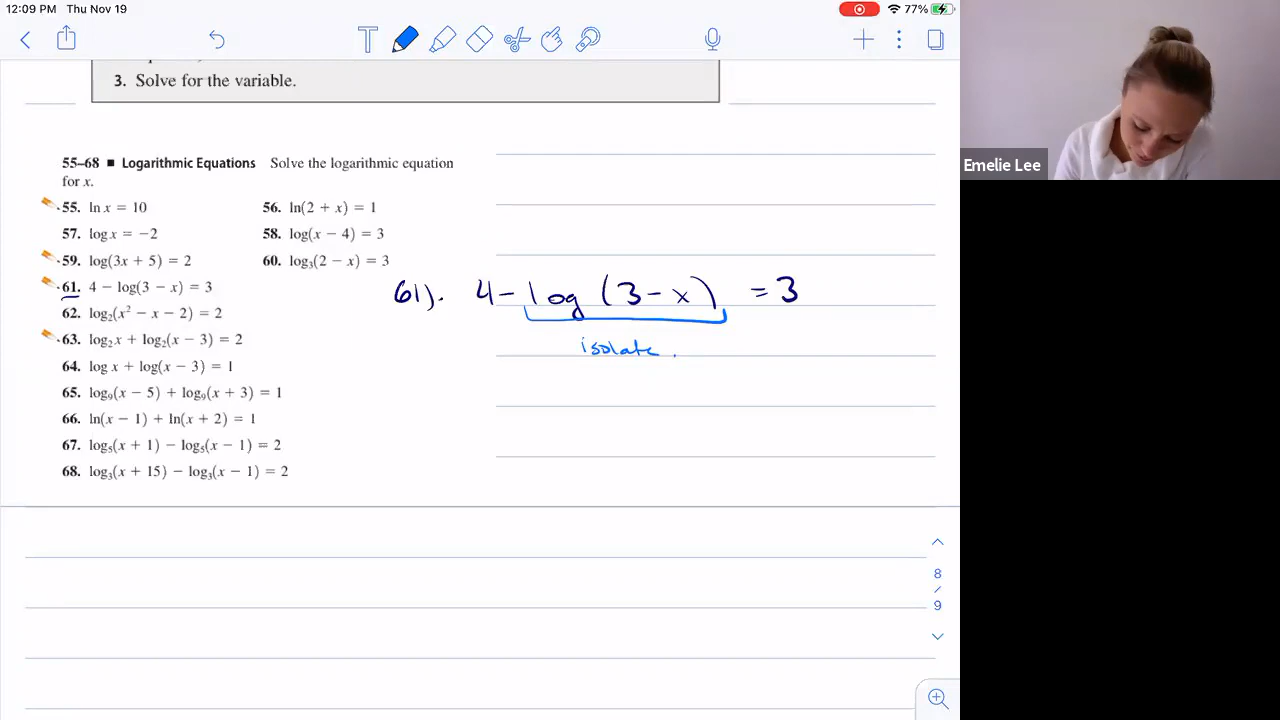 12:09 PM Thu Nov 19
77%
3. Solve for the variable.
Emelie Lee
55–68 ■ Logarithmic Equations Solve the logarithmic equation
for x.
55. ln x = 10 56. ln(2 + x) = 1
57. log x = −2 58. log(x − 4) = 3
59. log(3x + 5) = 2 60. log₃(2 − x) = 3
61. 4 − log(3 − x) = 3
62. log₂(x² − x − 2) = 2
63. log₂x + log₂(x − 3) = 2
64. log x + log(x − 3) = 1
65. log₉(x − 5) + log₉(x + 3) = 1
66. ln(x − 1) + ln(x + 2) = 1
67. log₅(x + 1) − log₅(x − 1) = 2
68. log₃(x + 15) − log₃(x − 1) = 2
61). 4 − log (3 − x) = 3
isolate.
8
/
9